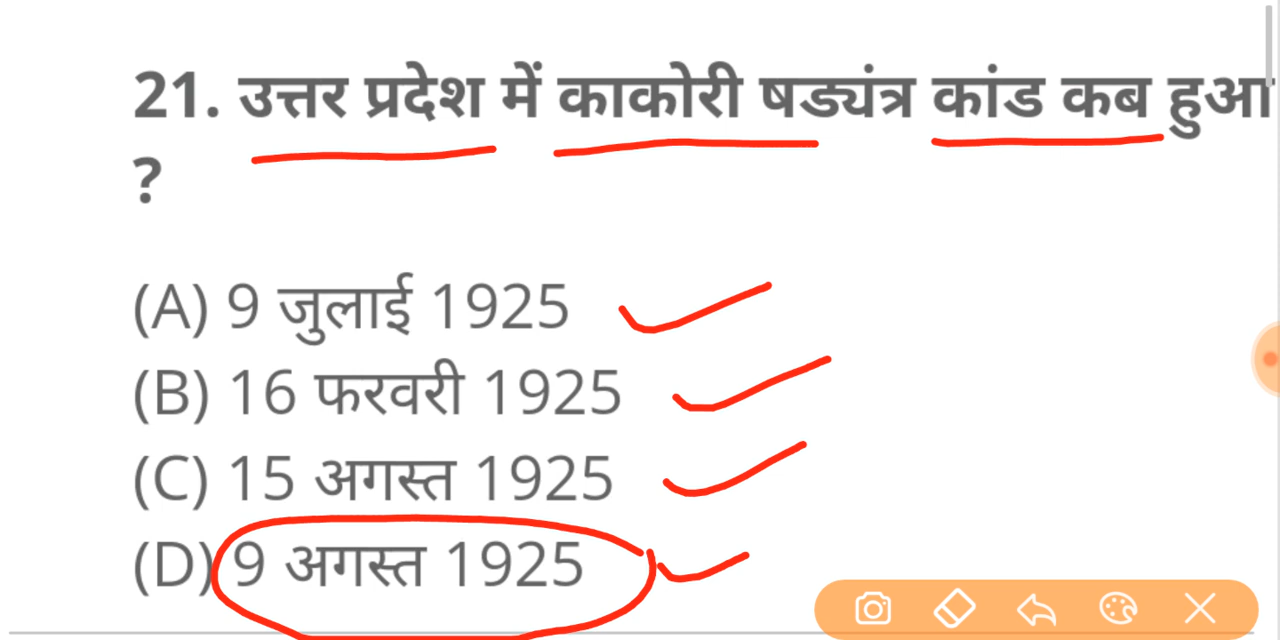 21. उत्तर प्रदेश में काकोरी षड्यंत्र कांड कब हुआ
?
(A) 9 जुलाई 1925
(B) 16 फरवरी 1925
(C) 15 अगस्त 1925
(D) 9 अगस्त 1925